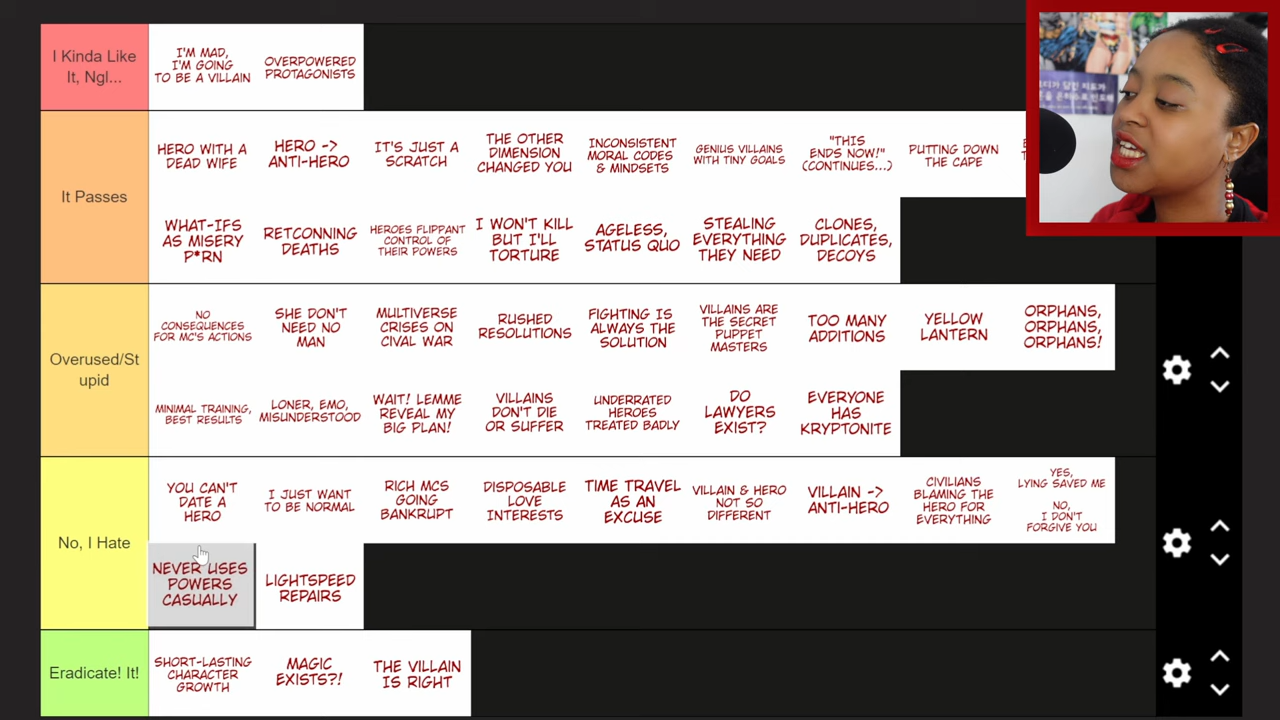 I Kinda Like
It, Ngl...
I'M MAD,
I'M GOING
TO BE A VILLAIN
OVERPOWERED
PROTAGONISTS
It Passes
HERO WITH A
DEAD WIFE
HERO ->
ANTI-HERO
IT'S JUST A
SCRATCH
THE OTHER
DIMENSION
CHANGED YOU
INCONSISTENT
MORAL CODES
& MINDSETS
GENIUS VILLAINS
WITH TINY GOALS
"THIS
ENDS NOW!"
(CONTINUES...)
PUTTING DOWN
THE CAPE
WHAT-IFS
AS MISERY
P*RN
RETCONNING
DEATHS
HEROES FLIPPANT
CONTROL OF
THEIR POWERS
I WON'T KILL
BUT I'LL
TORTURE
AGELESS,
STATUS QUO
STEALING
EVERYTHING
THEY NEED
CLONES,
DUPLICATES,
DECOYS
Overused/St
upid
NO
CONSEQUENCES
FOR MC'S ACTIONS
SHE DON'T
NEED NO
MAN
MULTIVERSE
CRISES ON
CIVAL WAR
RUSHED
RESOLUTIONS
FIGHTING IS
ALWAYS THE
SOLUTION
VILLAINS ARE
THE SECRET
PUPPET
MASTERS
TOO MANY
ADDITIONS
YELLOW
LANTERN
ORPHANS,
ORPHANS,
ORPHANS!
MINIMAL TRAINING,
BEST RESULTS
LONER, EMO,
MISUNDERSTOOD
WAIT! LEMME
REVEAL MY
BIG PLAN!
VILLAINS
DON'T DIE
OR SUFFER
UNDERRATED
HEROES
TREATED BADLY
DO
LAWYERS
EXIST?
EVERYONE
HAS
KRYPTONITE
No, I Hate
YOU CAN'T
DATE A
HERO
I JUST WANT
TO BE NORMAL
RICH MCS
GOING
BANKRUPT
DISPOSABLE
LOVE
INTERESTS
TIME TRAVEL
AS AN
EXCUSE
VILLAIN & HERO
NOT SO
DIFFERENT
VILLAIN ->
ANTI-HERO
CIVILIANS
BLAMING THE
HERO FOR
EVERYTHING
YES,
LYING SAVED ME
NO,
I DON'T
FORGIVE YOU
NEVER USES
POWERS
CASUALLY
LIGHTSPEED
REPAIRS
Eradicate! It!
SHORT-LASTING
CHARACTER
GROWTH
MAGIC
EXISTS?!
THE VILLAIN
IS RIGHT